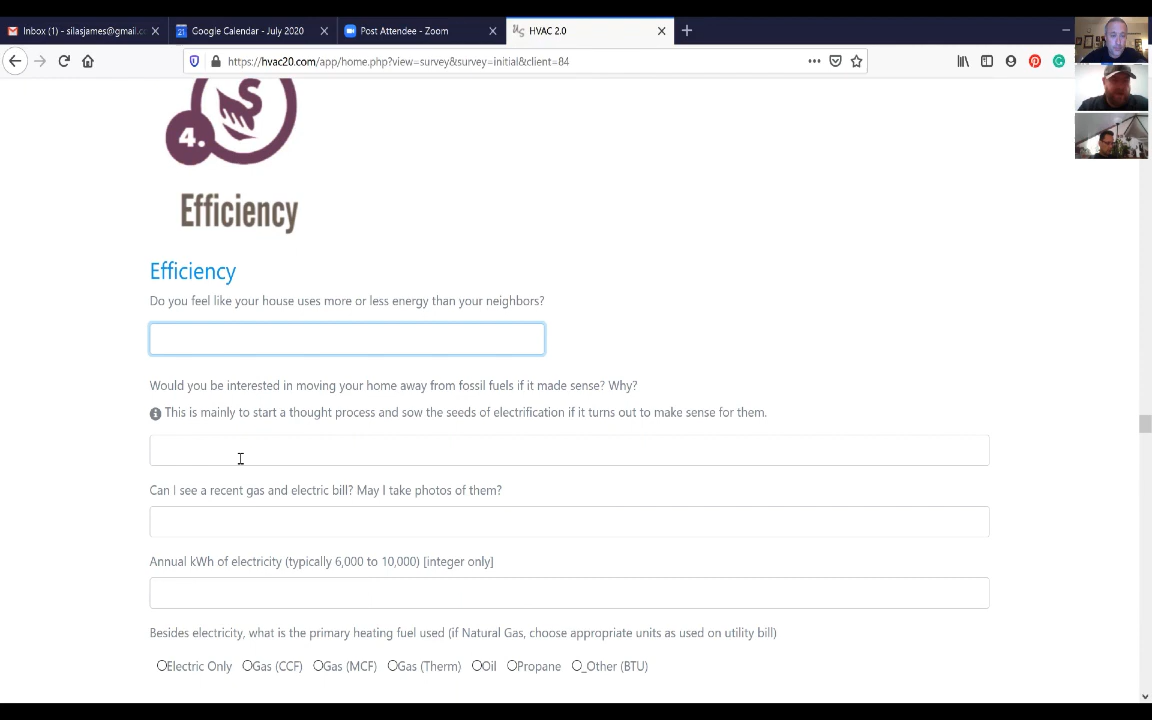 Inbox (1) - silasjames@gmail.c
Google Calendar - July 2020
Post Attendee - Zoom
HVAC 2.0
https://hvac20.com/app/home.php?view=survey&survey=initial&client=84
S
4.
Efficiency
Efficiency
Do you feel like your house uses more or less energy than your neighbors?
Would you be interested in moving your home away from fossil fuels if it made sense? Why?
This is mainly to start a thought process and sow the seeds of electrification if it turns out to make sense for them.
Can I see a recent gas and electric bill? May I take photos of them?
Annual kWh of electricity (typically 6,000 to 10,000) [integer only]
Besides electricity, what is the primary heating fuel used (if Natural Gas, choose appropriate units as used on utility bill)
Electric Only Gas (CCF) Gas (MCF) Gas (Therm) Oil Propane _Other (BTU)